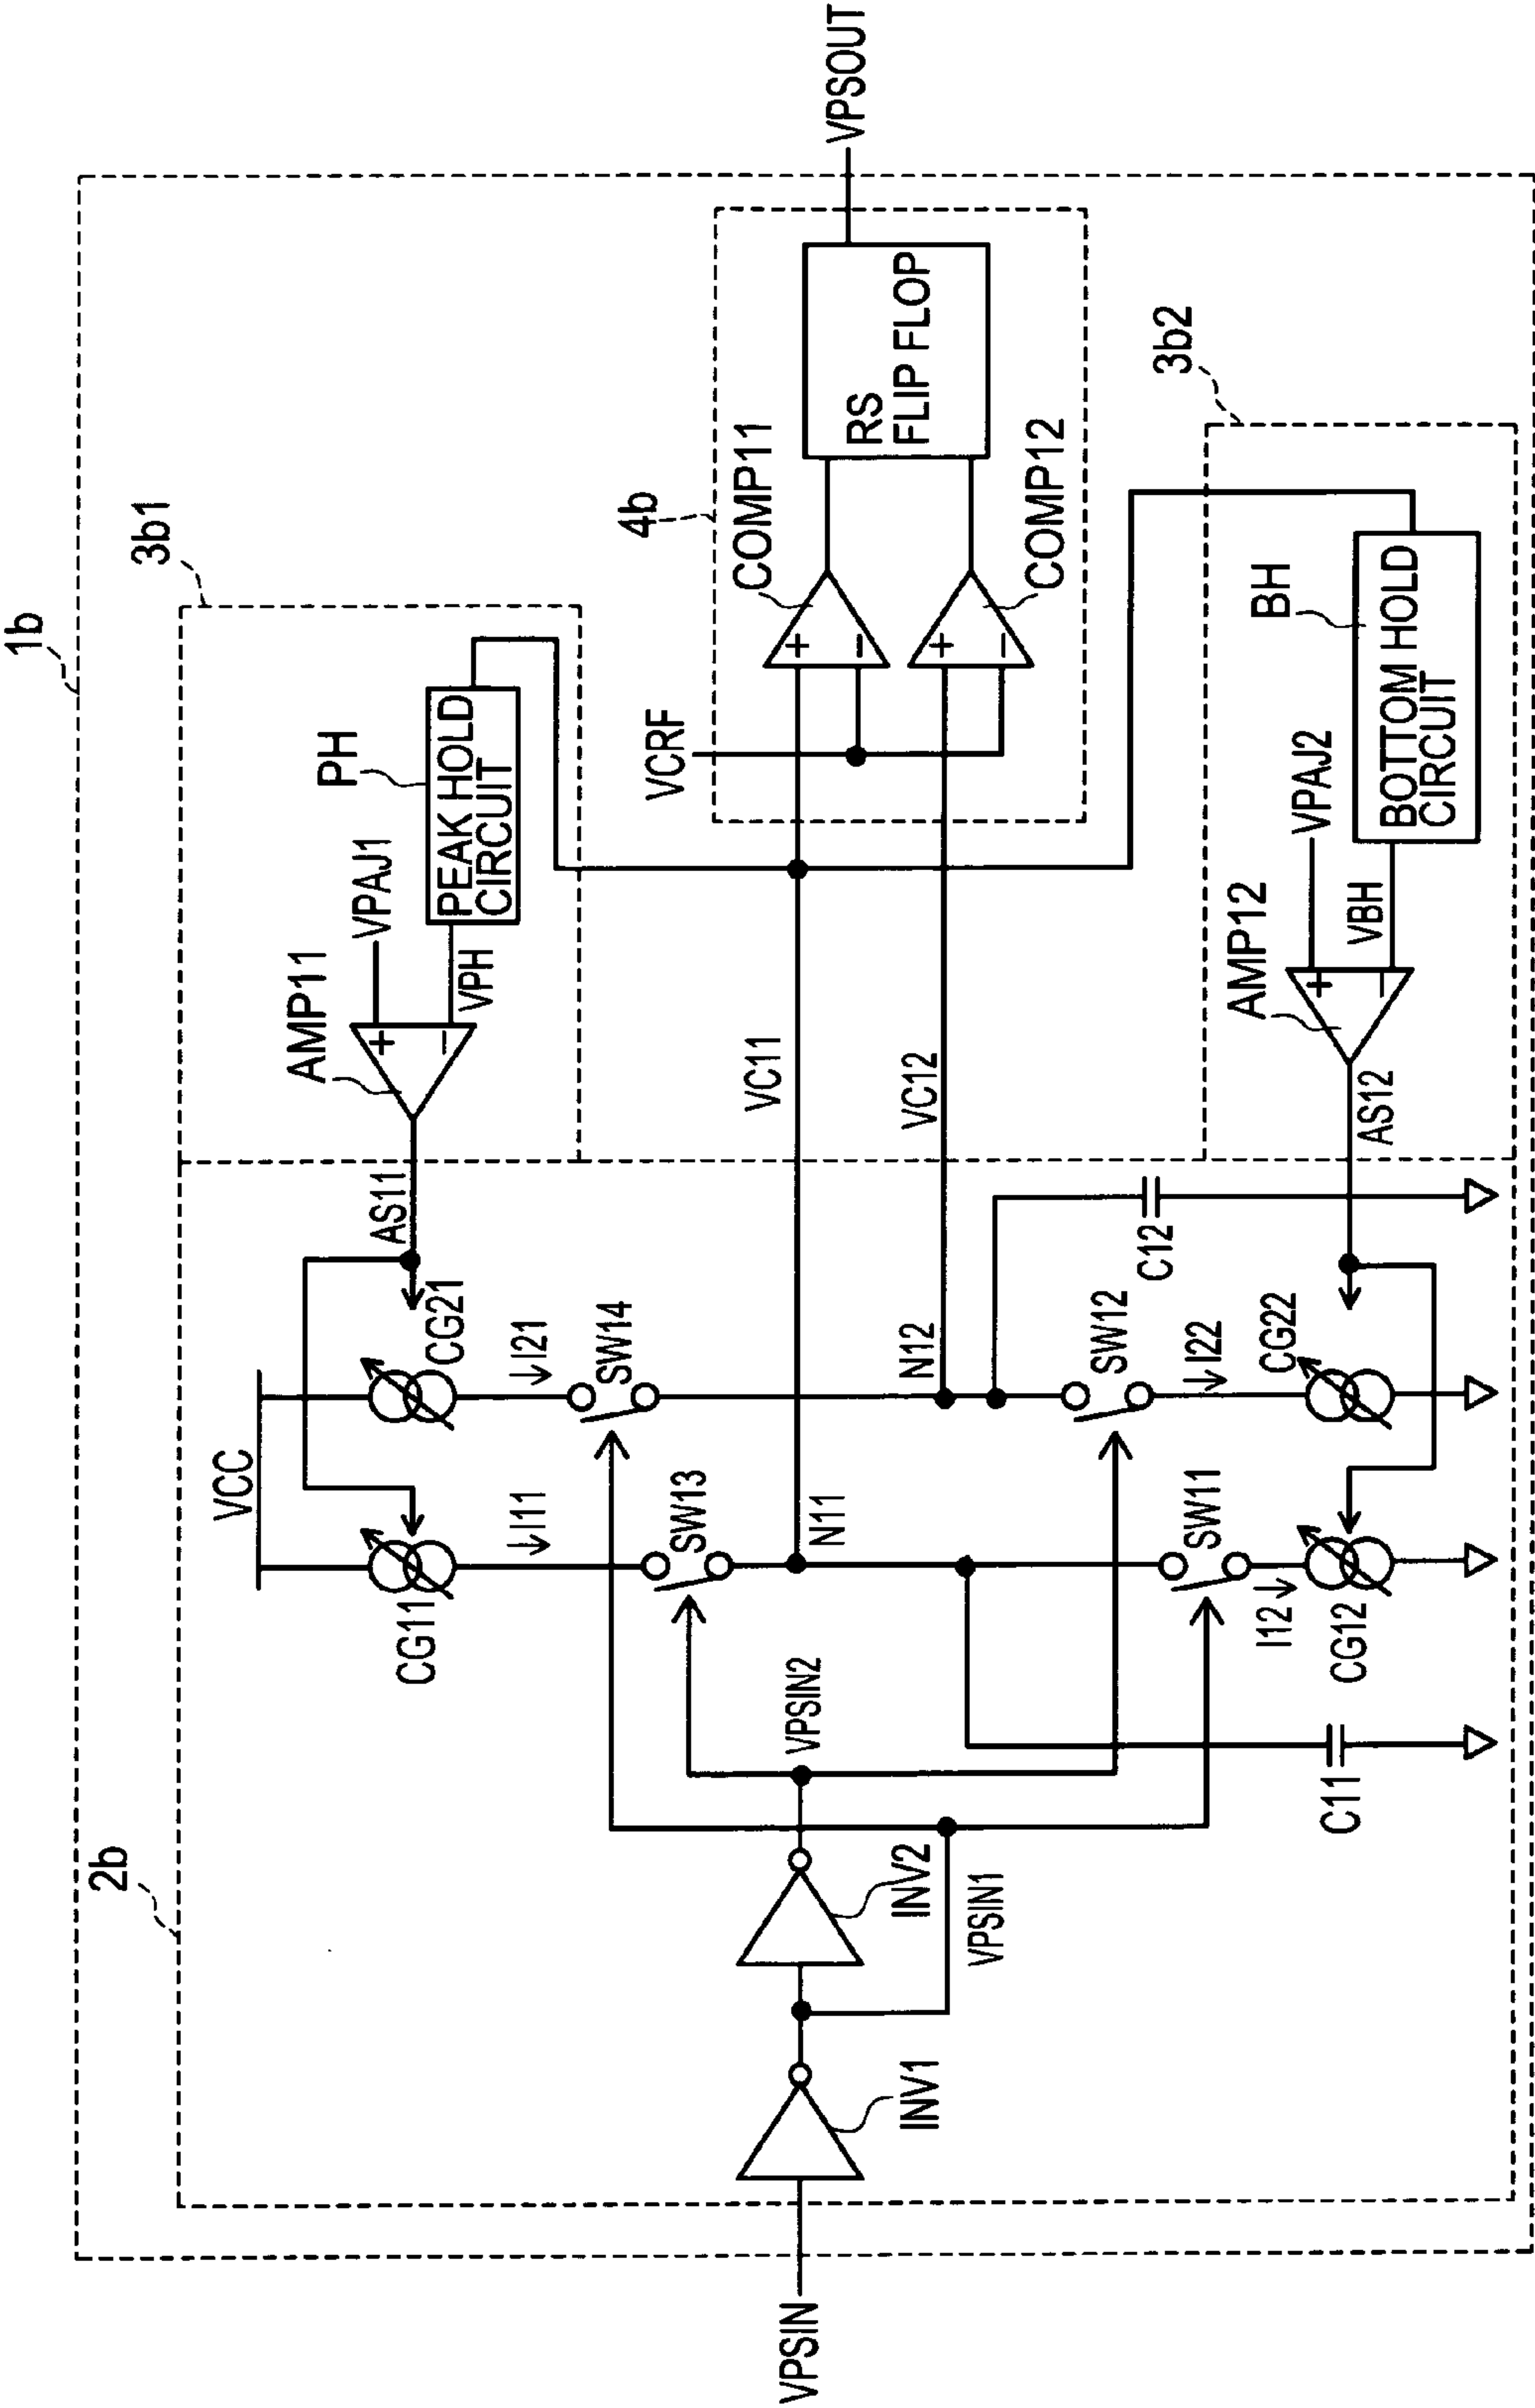 1b
2b
3b1
VCC
AS11
AMP11
VPAJ1
PH
PEAK HOLD
CIRCUIT
VPH
CG11
CG21
↓I11
↓I21
SW14
SW13
4b
VCRF
COMP11
VPSOUT
VPSIN
INV1
INV2
VPSIN2
VPSIN1
N11
VC11
N12
VC12
RS
FLIP FLOP
COMP12
SW12
SW11
C12
↓I22
I12↓
CG22
CG12
C11
AS12
AMP12
VPAJ2
VBH
BH
BOTTOM HOLD
CIRCUIT
3b2
+
−
+
−
+
−
+
−